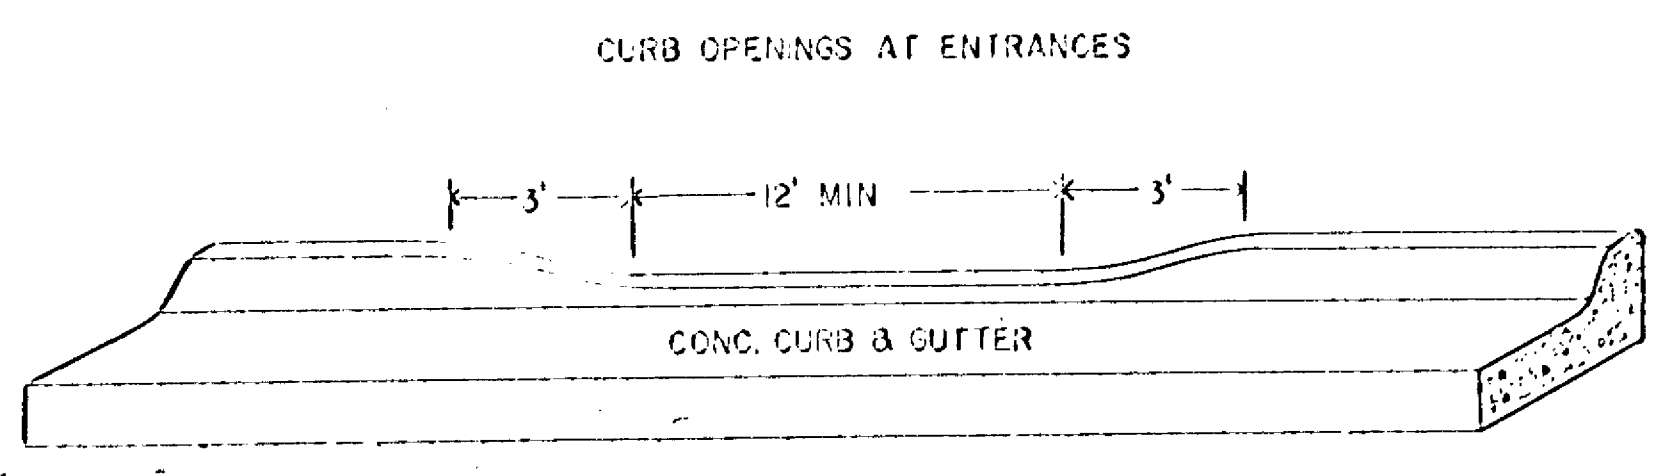 CURB OPENINGS AT ENTRANCES
3' 12' MIN 3'
CONC. CURB & GUTTER